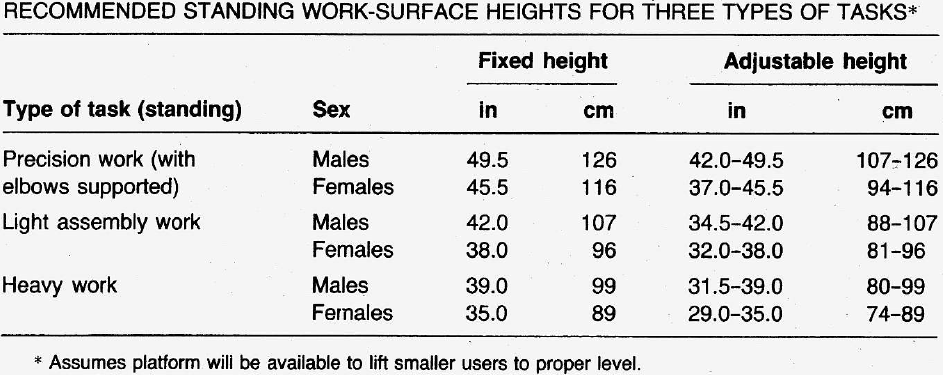 RECOMMENDED STANDING WORK-SURFACE HEIGHTS FOR THREE TYPES OF TASKS*
Fixed height Adjustable height
Type of task (standing) Sex in cm in cm
Precision work (with Males 49.5 126 42.0–49.5 107–126
elbows supported) Females 45.5 116 37.0–45.5 94–116
Light assembly work Males 42.0 107 34.5–42.0 88–107
Females 38.0 96 32.0–38.0 81–96
Heavy work Males 39.0 99 31.5–39.0 80–99
Females 35.0 89 29.0–35.0 74–89
* Assumes platform will be available to lift smaller users to proper level.